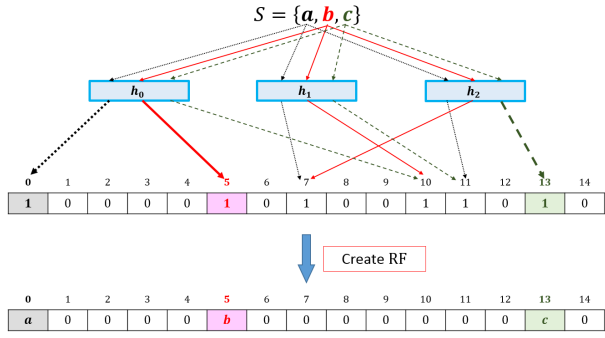 S = {a, b, c}
h₀ h₁ h₂
0 1 2 3 4 5 6 7 8 9 10 11 12 13 14
1 0 0 0 0 1 0 1 0 0 1 1 0 1 0
Create RF
0 1 2 3 4 5 6 7 8 9 10 11 12 13 14
a 0 0 0 0 b 0 0 0 0 0 0 0 c 0